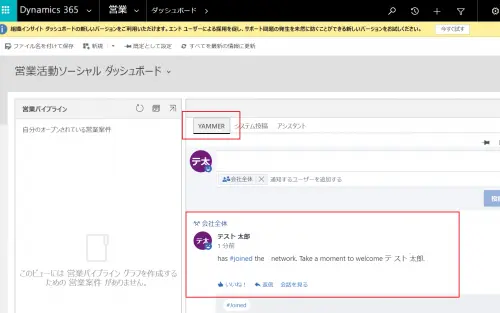 Dynamics 365 営業 ダッシュボード
組織インサイト ダッシュボードの新しいバージョンをご利用いただけます。エンド ユーザーによる採用を促し、サポート問題の発生を未然に防ぐことができる新しいバージョンをお試しください。 今すぐ試す
ファイル名を付けて保存 新規 既定として設定 すべてを最新の情報に更新
営業活動ソーシャル ダッシュボード
営業パイプライン
自分のオープンされている営業案件
このビューには 営業パイプライン グラフを作成する
ための 営業案件 がありません。
YAMMER システム投稿 アシスタント
テ太
会社全体 × 通知するユーザーを追加する
会社全体
テ太
テスト 太郎
1 分前
has #joined the network. Take a moment to welcome テ スト 太郎.
いいね！ 返信 会話を見る
#Joined